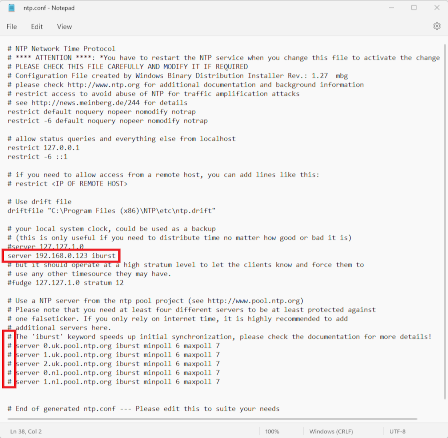 ntp.conf - Notepad
File Edit View
# NTP Network Time Protocol
# **** ATTENTION ****: *You have to restart the NTP service when you change this file to activate the change
# PLEASE CHECK THIS FILE CAREFULLY AND MODIFY IT IF REQUIRED
# Configuration File created by Windows Binary Distribution Installer Rev.: 1.27 mbg
# please check http://www.ntp.org for additional documentation and background information
# restrict access to avoid abuse of NTP for traffic amplification attacks
# see http://news.meinberg.de/244 for details
restrict default noquery nopeer nomodify notrap
restrict -6 default noquery nopeer nomodify notrap
# allow status queries and everything else from localhost
restrict 127.0.0.1
restrict -6 ::1
# if you need to allow access from a remote host, you can add lines like this:
# restrict <IP OF REMOTE HOST>
# Use drift file
driftfile "C:\Program Files (x86)\NTP\etc\ntp.drift"
# your local system clock, could be used as a backup
# (this is only useful if you need to distribute time no matter how good or bad it is)
#server 127.127.1.0
server 192.168.0.123 iburst
# but it should operate at a high stratum level to let the clients know and force them to
# use any other timesource they may have.
#fudge 127.127.1.0 stratum 12
# Use a NTP server from the ntp pool project (see http://www.pool.ntp.org)
# Please note that you need at least four different servers to be at least protected against
# one falseticker. If you only rely on internet time, it is highly recommended to add
# additional servers here.
# The 'iburst' keyword speeds up initial synchronization, please check the documentation for more details!
# server 0.uk.pool.ntp.org iburst minpoll 6 maxpoll 7
# server 1.uk.pool.ntp.org iburst minpoll 6 maxpoll 7
# server 2.uk.pool.ntp.org iburst minpoll 6 maxpoll 7
# server 0.nl.pool.ntp.org iburst minpoll 6 maxpoll 7
# server 1.nl.pool.ntp.org iburst minpoll 6 maxpoll 7
# End of generated ntp.conf --- Please edit this to suite your needs
Ln 38, Col 2 100% Windows (CRLF) UTF-8